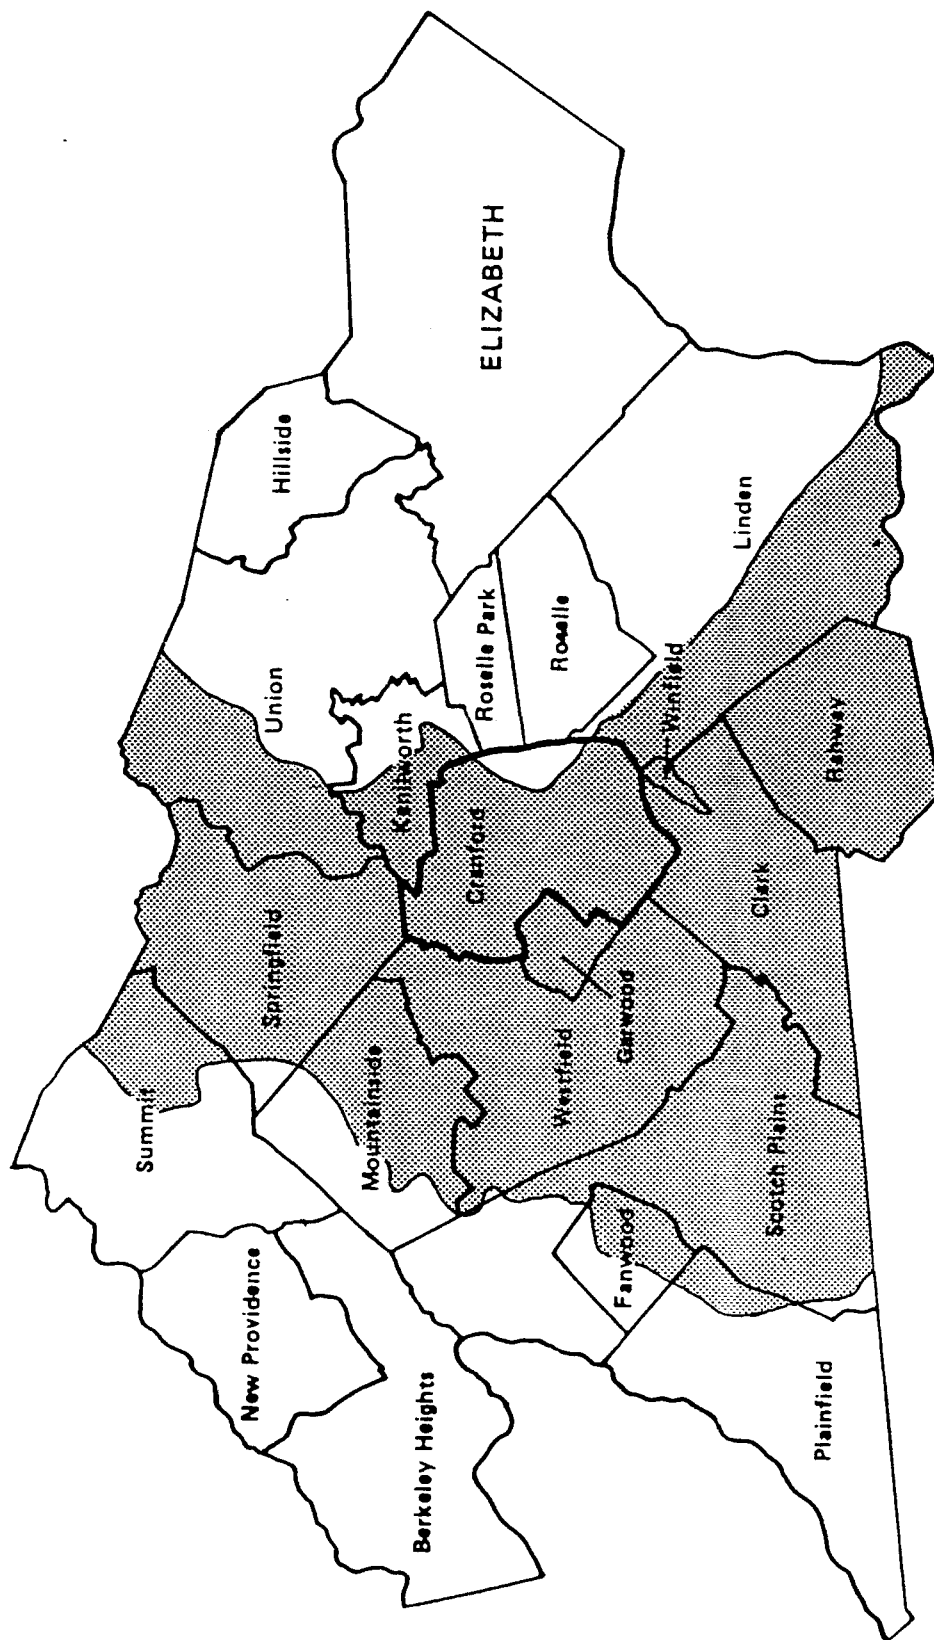 ELIZABETH
Hillside
Union
Linden
Roselle Park
Roselle
Kenilworth
Winfield
Rahway
Cranford
Clark
Springfield
Garwood
Westfield
Mountainside
Summit
Scotch Plains
Fanwood
New Providence
Berkeley Heights
Plainfield